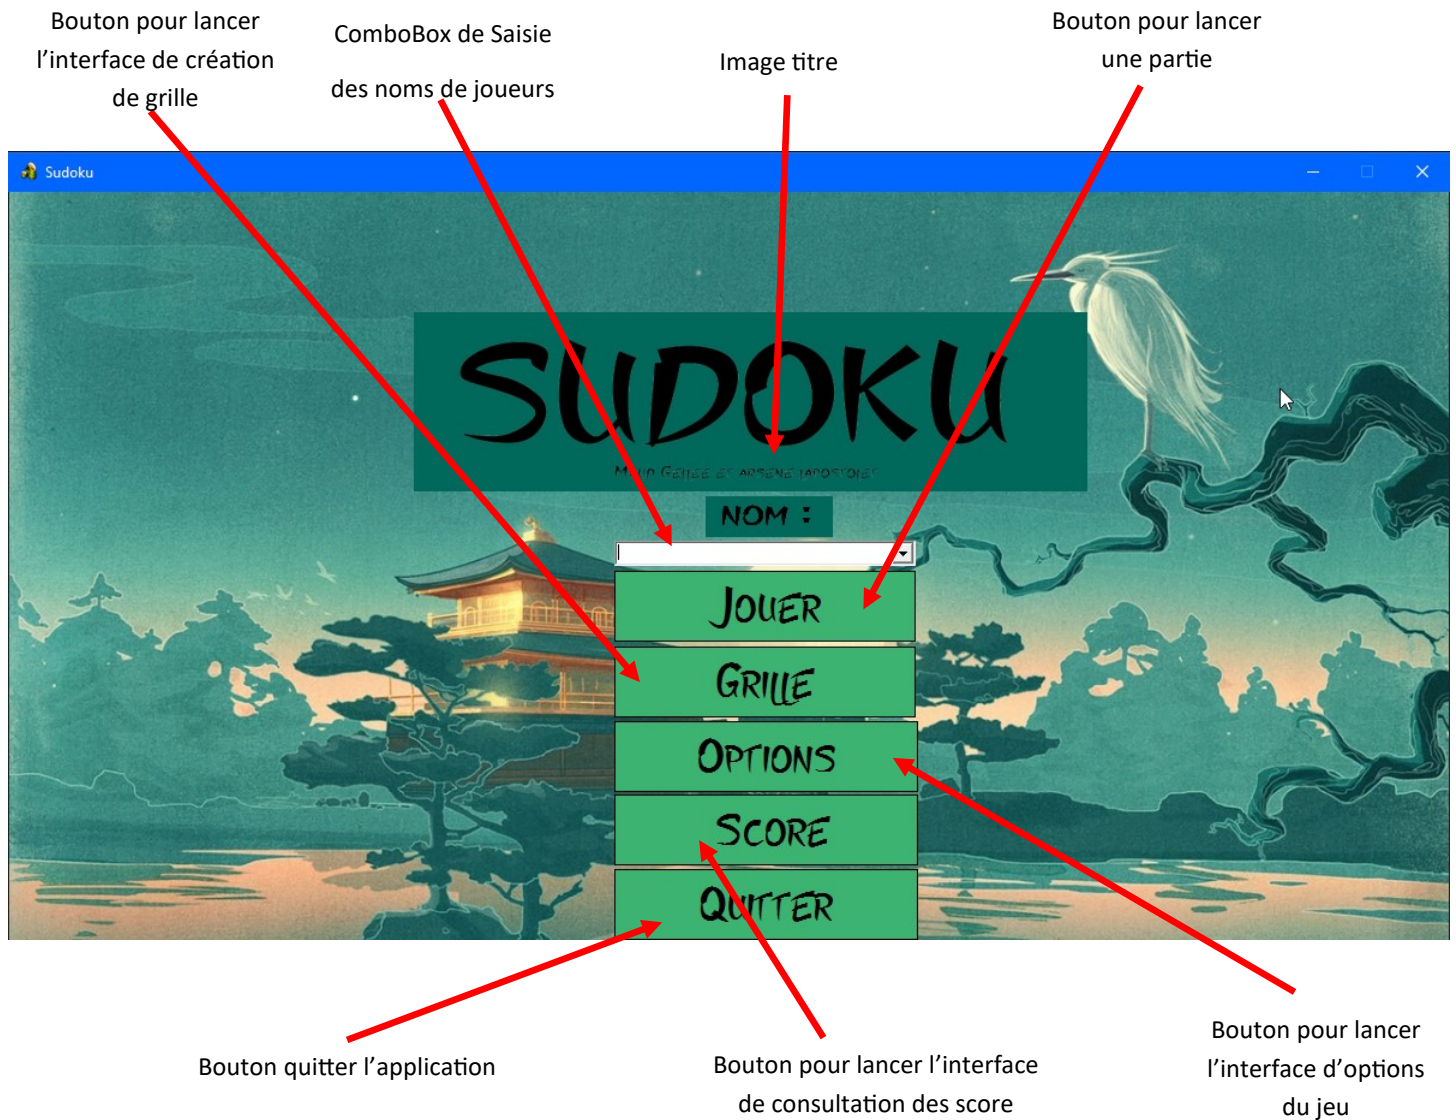 Bouton pour lancer
l’interface de création
de grille
ComboBox de Saisie
des noms de joueurs
Image titre
Bouton pour lancer
une partie
Sudoku
SUDOKU
NOM :
JOUER
GRILLE
OPTIONS
SCORE
QUITTER
Bouton quitter l’application
Bouton pour lancer l’interface
de consultation des score
Bouton pour lancer
l’interface d’options
du jeu